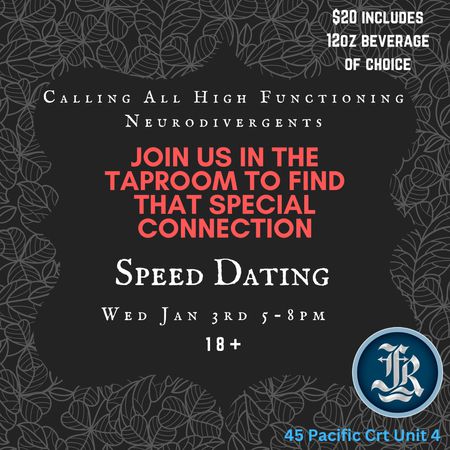 $20 INCLUDES
12OZ BEVERAGE
OF CHOICE
Calling All High Functioning
Neurodivergents
JOIN US IN THE
TAPROOM TO FIND
THAT SPECIAL
CONNECTION
Speed Dating
Wed Jan 3rd 5-8pm
18+
45 Pacific Crt Unit 4